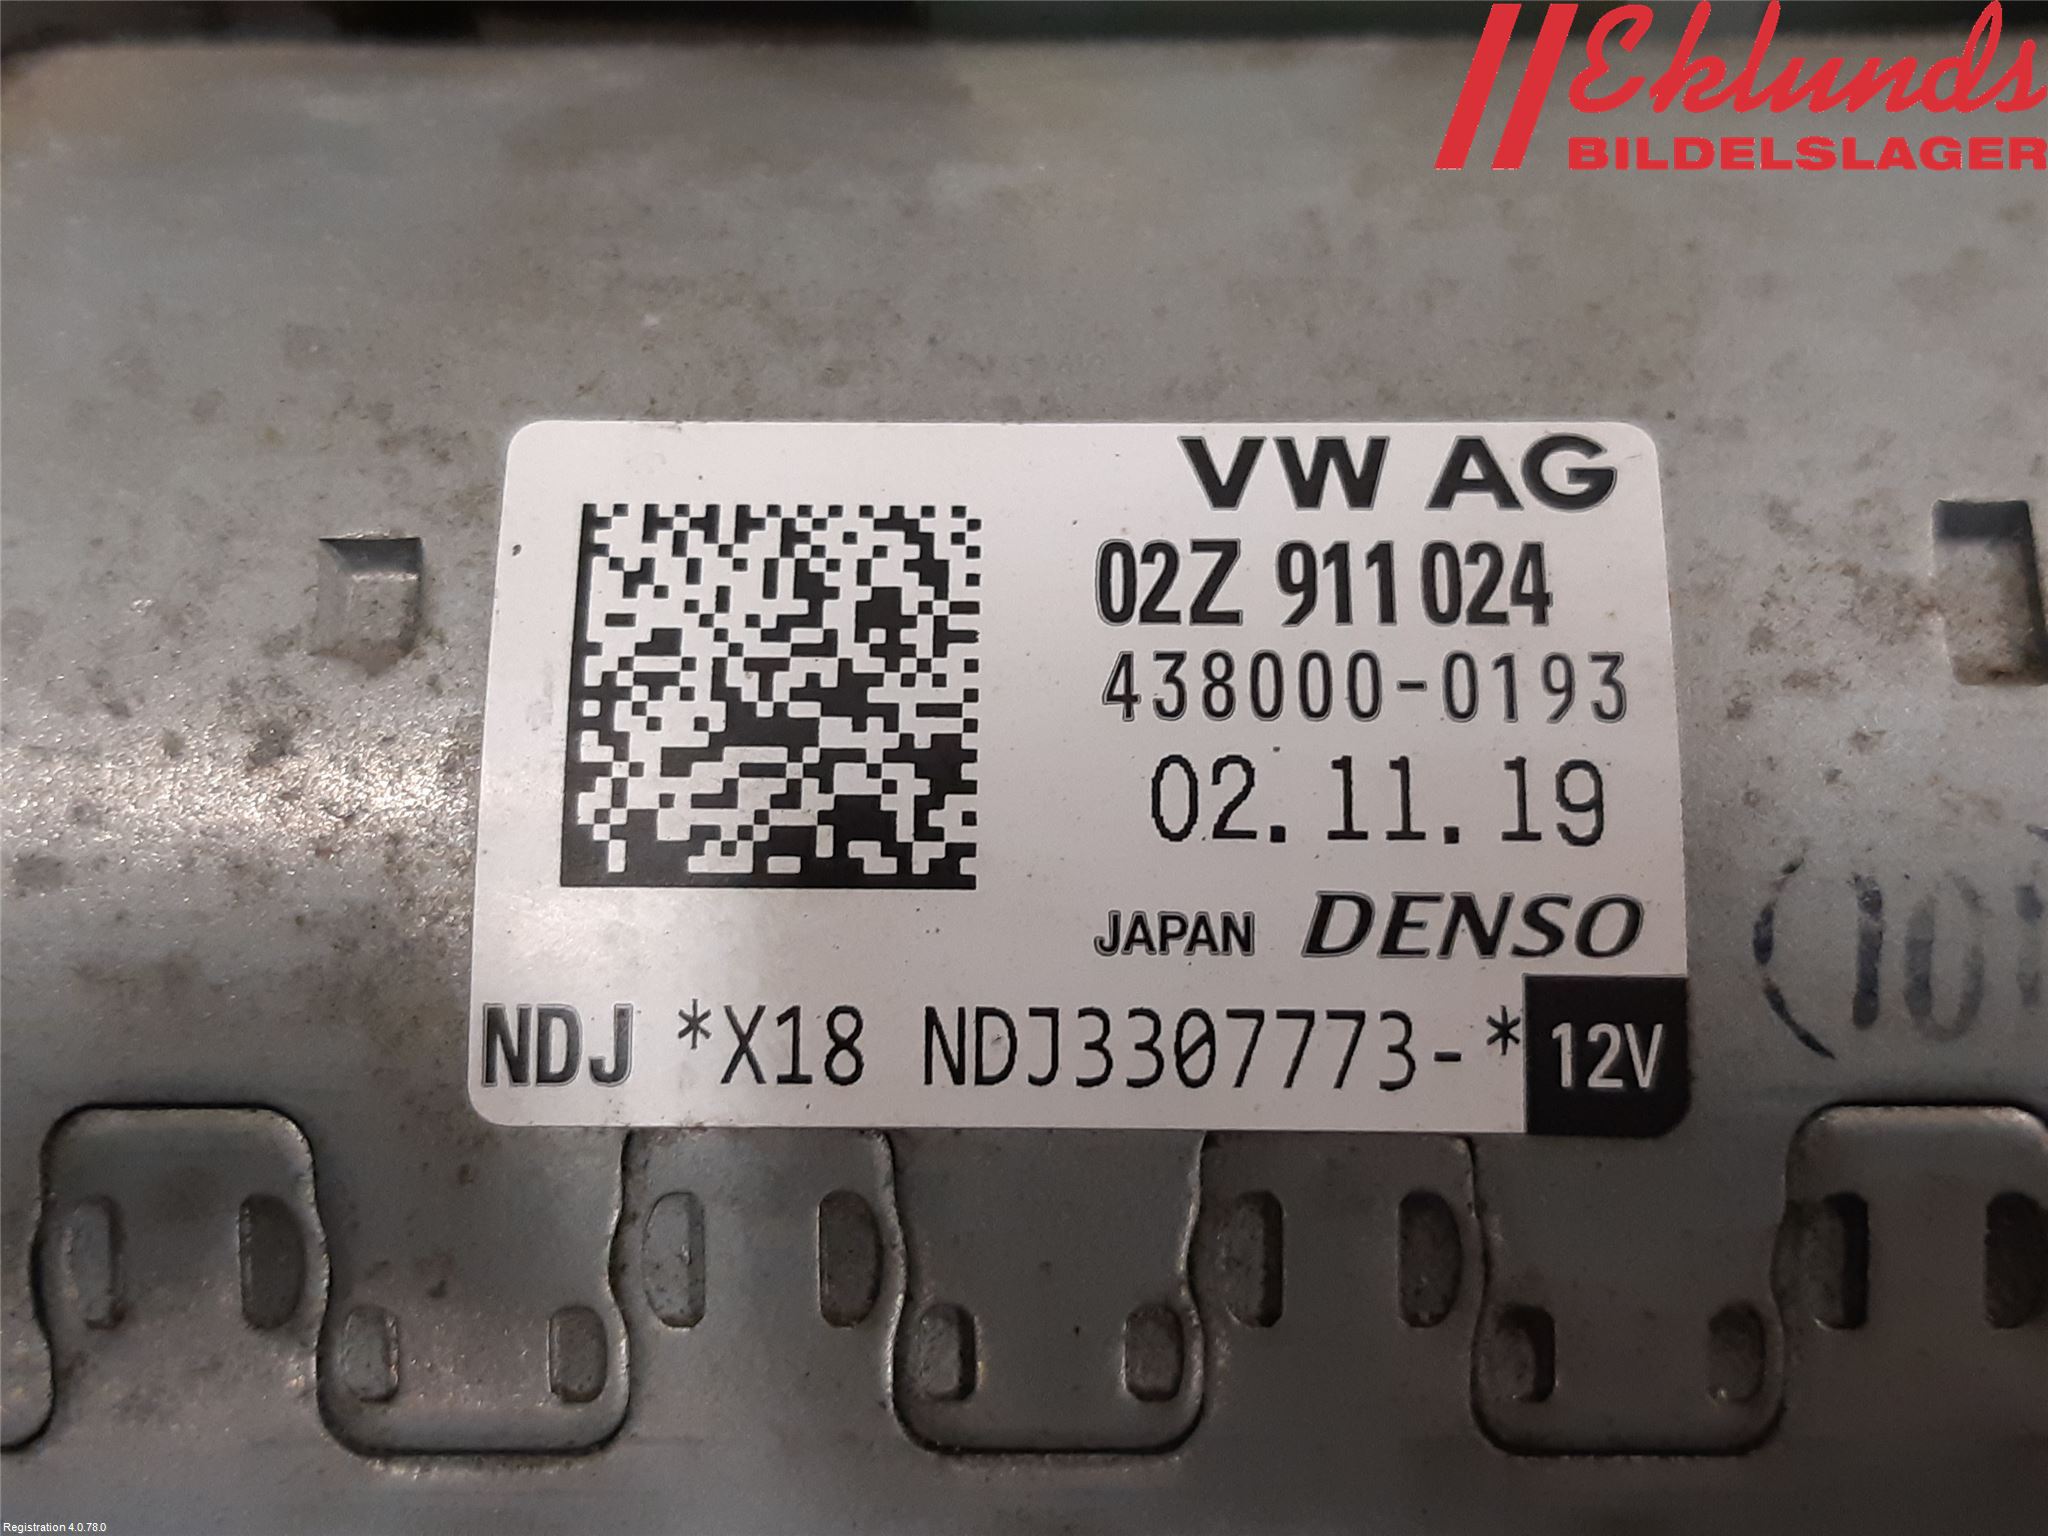 Eklunds
BILDELSLAGER
VW AG
02Z 911 024
438000-0193
02.11.19
JAPAN DENSO
NDJ *X18 NDJ3307773-* 12V
(101
Registration 4.0.78.0